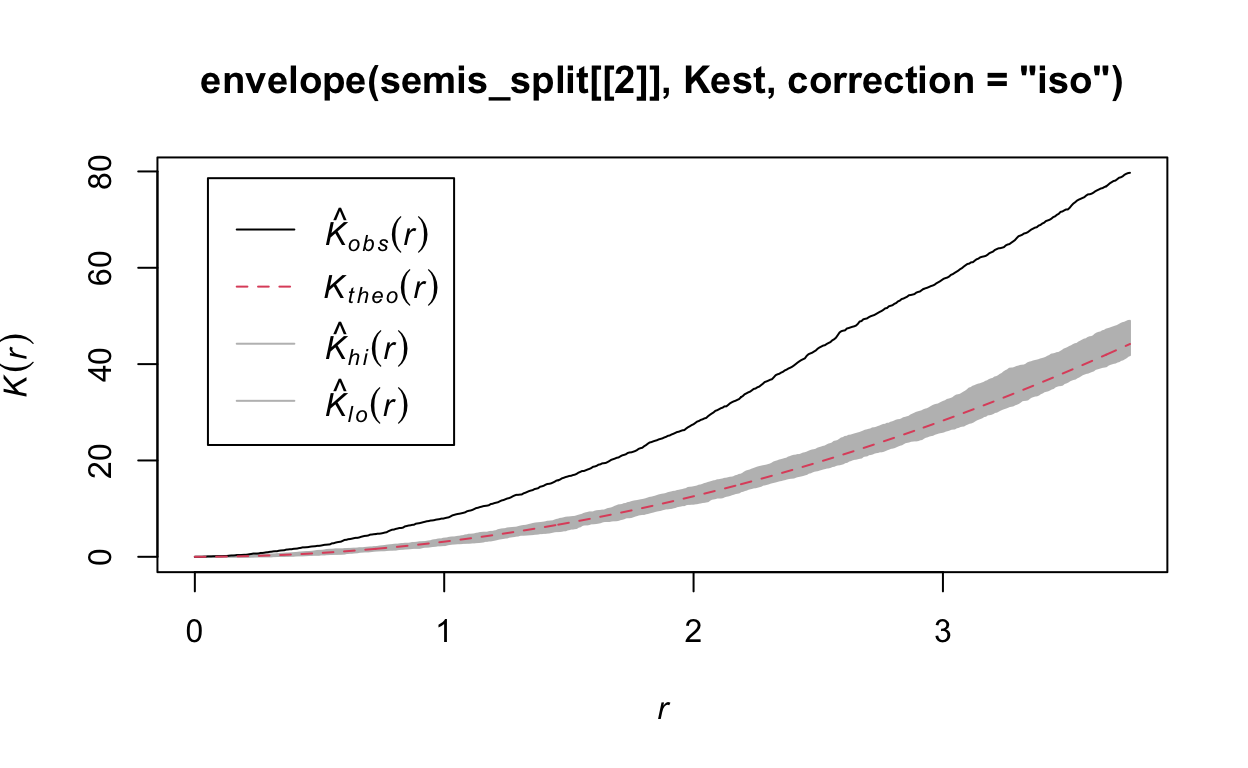 envelope(semis_split[[2]], Kest, correction = "iso")
K(r)
80
60
40
20
0
K̂obs(r)
Ktheo(r)
K̂hi(r)
K̂lo(r)
0 1 2 3
r